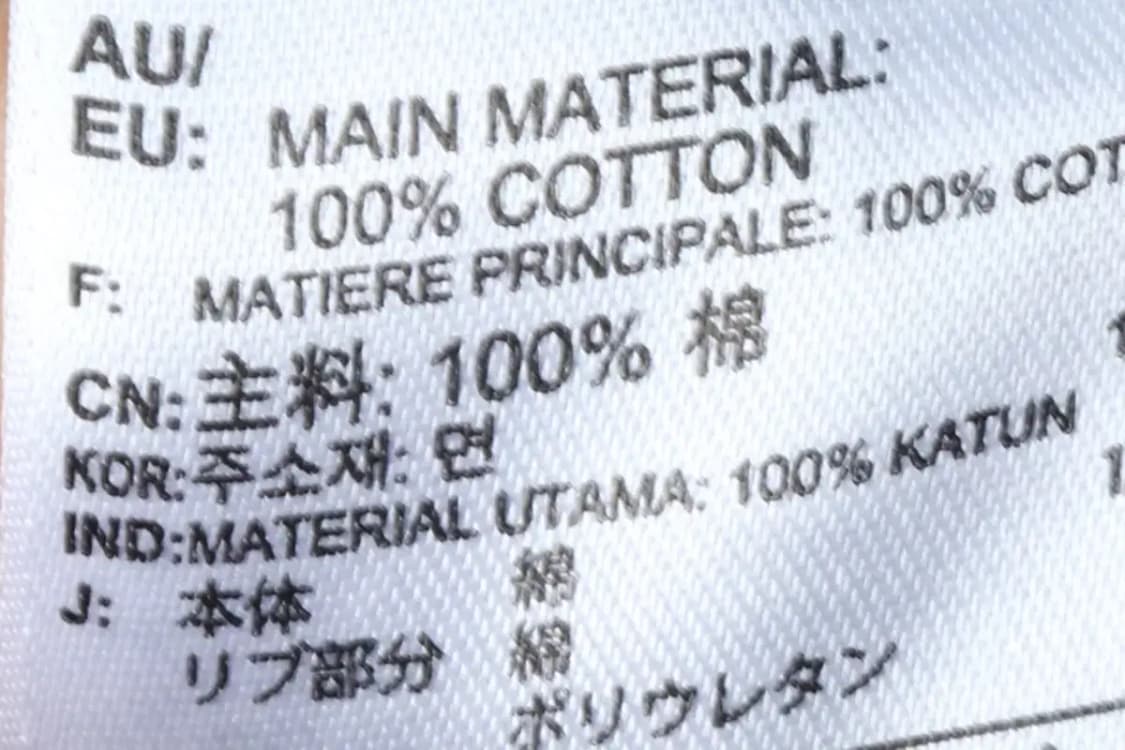 AU/
EU: MAIN MATERIAL:
100% COTTON
F: MATIERE PRINCIPALE: 100%
CN:主料: 100% 棉
KOR:주소재: 면
IND:MATERIAL UTAMA: 100% KATUN
J: 本体 綿
リブ部分 綿
ポリウレタン